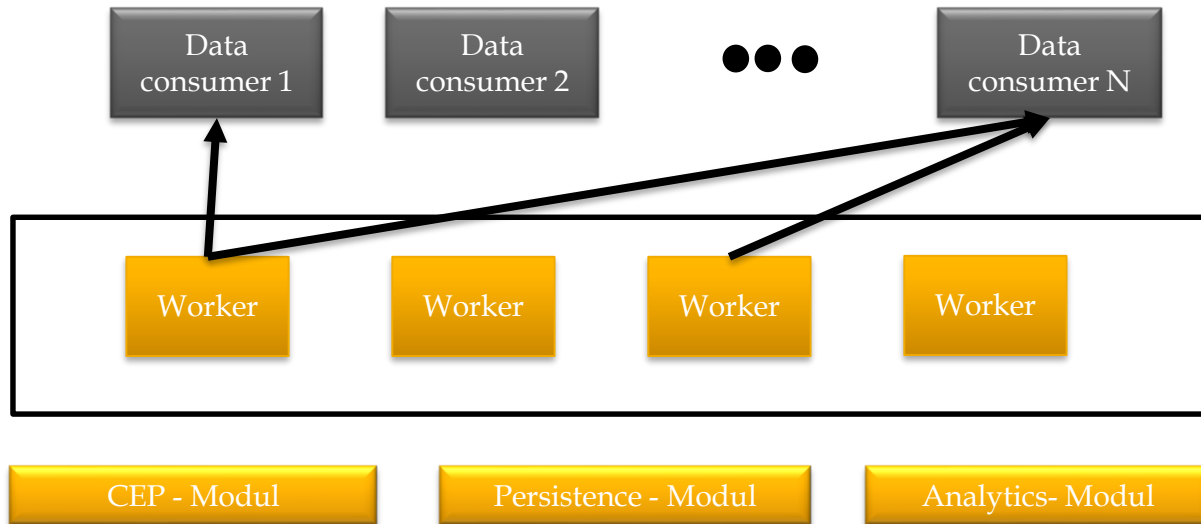 Data
consumer 1
Data
consumer 2
Data
consumer N
Worker
Worker
Worker
Worker
CEP - Modul
Persistence - Modul
Analytics- Modul